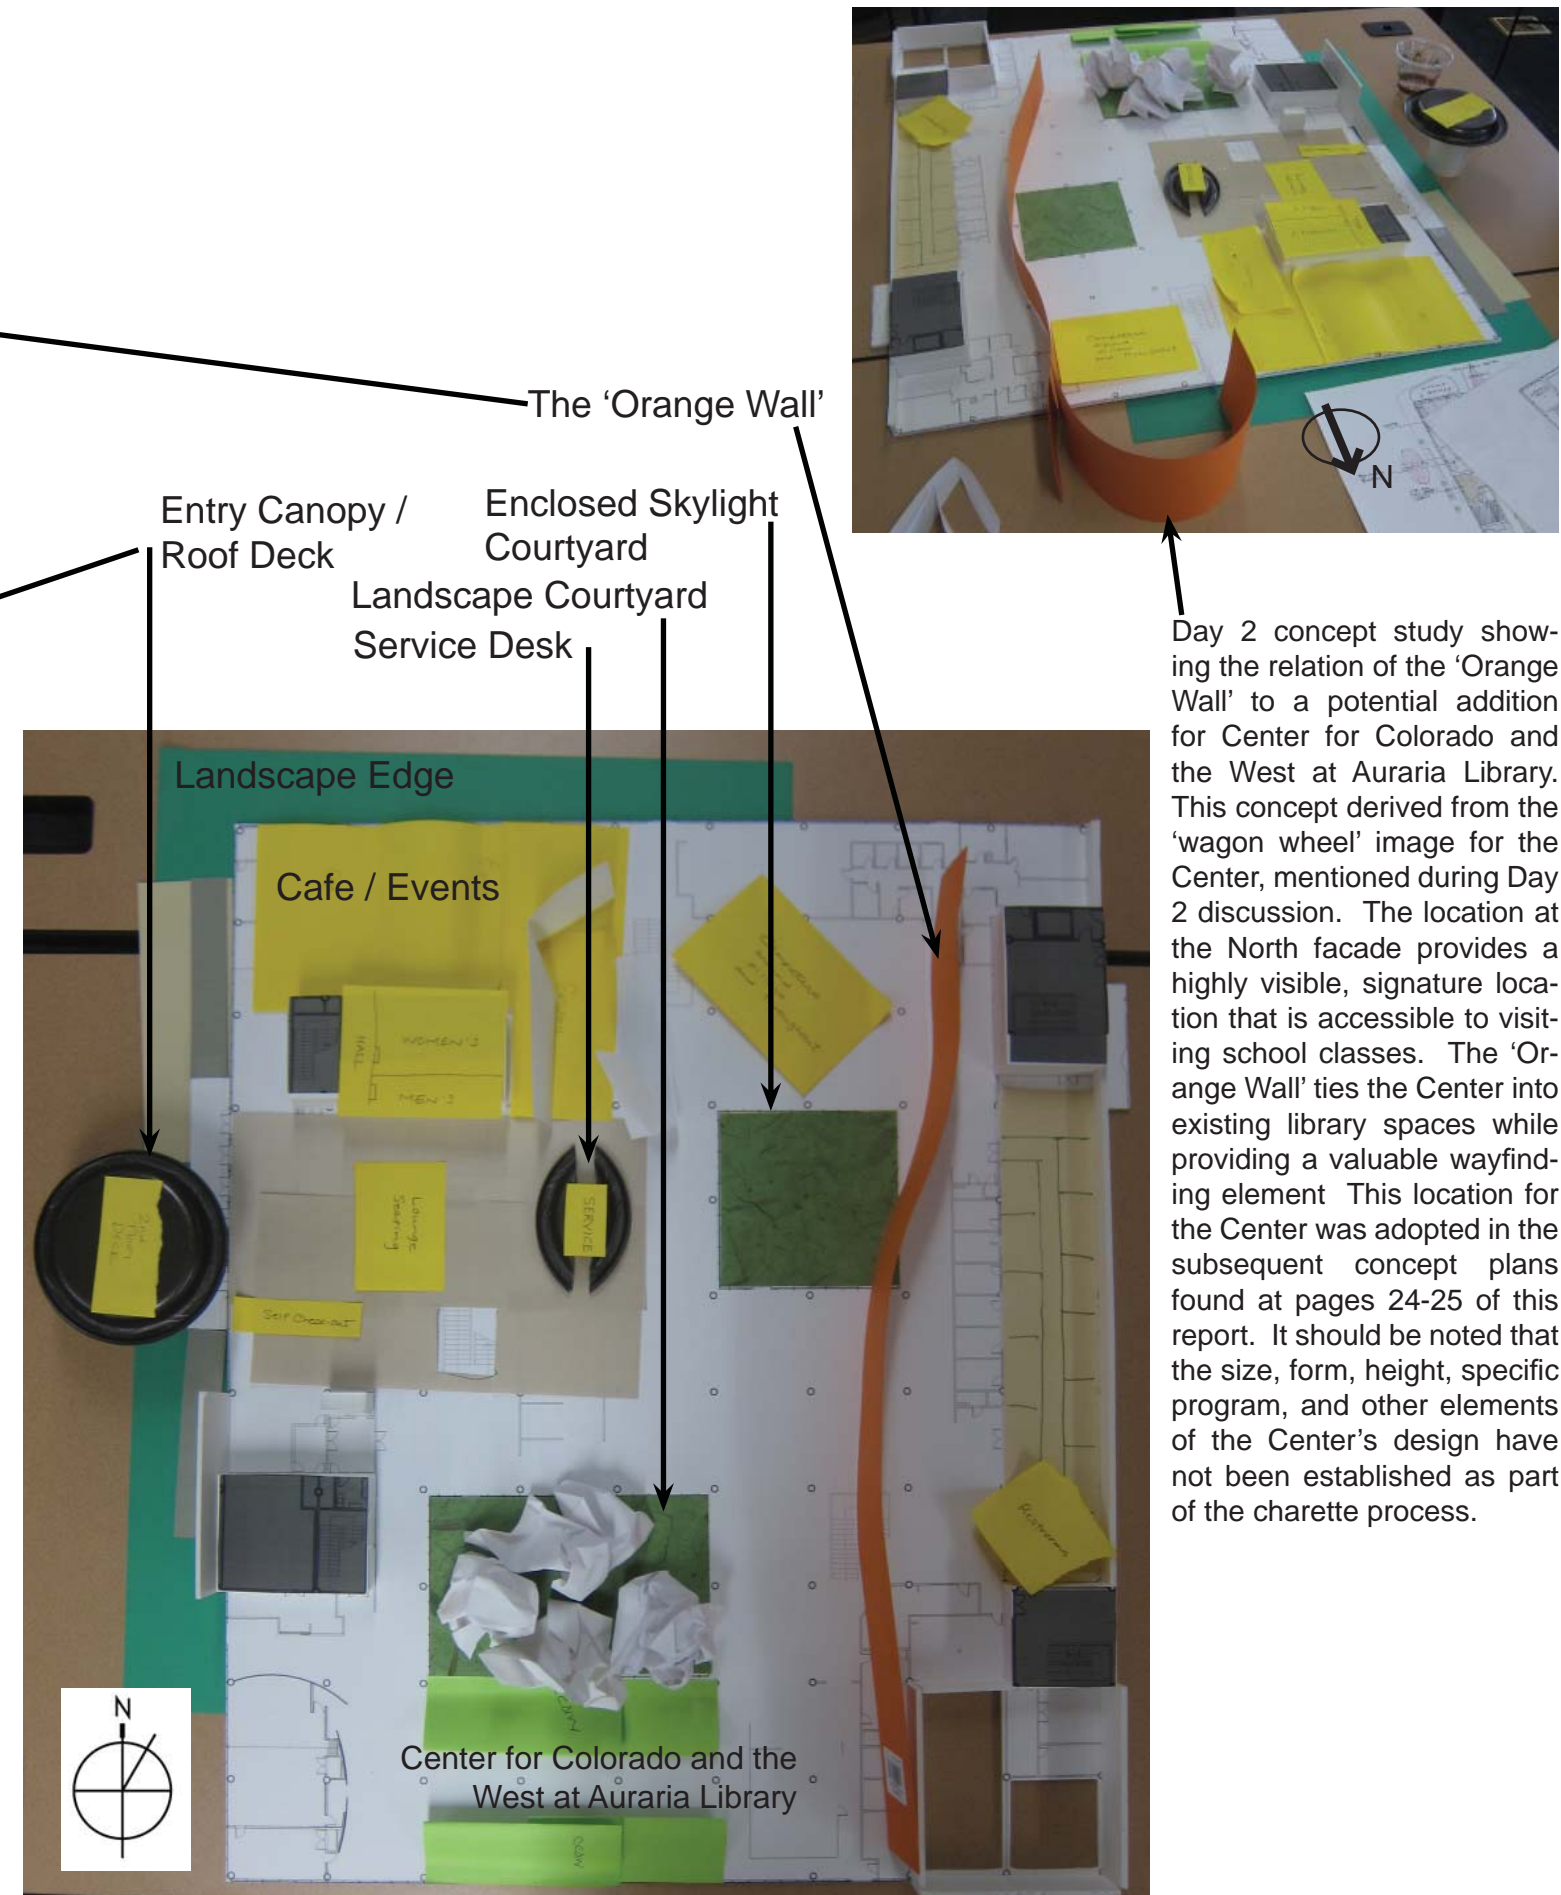 N
The ‘Orange Wall’
Entry Canopy /
Roof Deck
Enclosed Skylight
Courtyard
Landscape Courtyard
Service Desk
Day 2 concept study show-
ing the relation of the ‘Orange
Wall’ to a potential addition
for Center for Colorado and
the West at Auraria Library.
This concept derived from the
‘wagon wheel’ image for the
Center, mentioned during Day
2 discussion.  The location at
the North facade provides a
highly visible, signature loca-
tion that is accessible to visit-
ing school classes.  The ‘Or-
ange Wall’ ties the Center into
existing library spaces while
providing a valuable wayfind-
ing element  This location for
the Center was adopted in the
subsequent concept plans
found at pages 24-25 of this
report.  It should be noted that
the size, form, height, specific
program, and other elements
of the Center’s design have
not been established as part
of the charette process.
Landscape Edge
Cafe / Events
HALL
WOMEN'S
MEN'S
and throughout
2nd
Floor
Deck
Lounge
Seating
SERVICE
Self Check-out
Restrooms
N
Center for Colorado and the
West at Auraria Library
CCAW